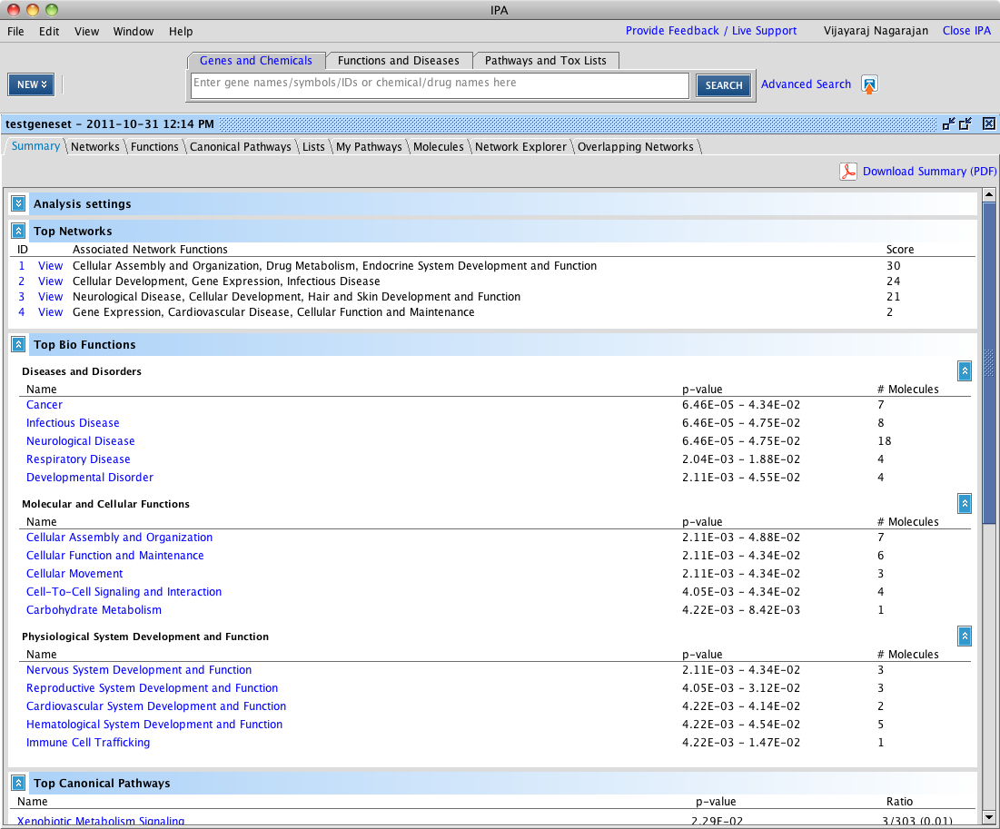 IPA
File Edit View Window Help Provide Feedback / Live Support Vijayaraj Nagarajan Close IPA
Genes and Chemicals Functions and Diseases Pathways and Tox Lists
NEW Enter gene names/symbols/IDs or chemical/drug names here SEARCH Advanced Search
testgeneset - 2011-10-31 12:14 PM
Summary Networks Functions Canonical Pathways Lists My Pathways Molecules Network Explorer Overlapping Networks
Download Summary (PDF)
Analysis settings
Top Networks
ID Associated Network Functions Score
1 View Cellular Assembly and Organization, Drug Metabolism, Endocrine System Development and Function 30
2 View Cellular Development, Gene Expression, Infectious Disease 24
3 View Neurological Disease, Cellular Development, Hair and Skin Development and Function 21
4 View Gene Expression, Cardiovascular Disease, Cellular Function and Maintenance 2
Top Bio Functions
Diseases and Disorders
Name p-value # Molecules
Cancer 6.46E-05 - 4.34E-02 7
Infectious Disease 6.46E-05 - 4.75E-02 8
Neurological Disease 6.46E-05 - 4.75E-02 18
Respiratory Disease 2.04E-03 - 1.88E-02 4
Developmental Disorder 2.11E-03 - 4.55E-02 4
Molecular and Cellular Functions
Name p-value # Molecules
Cellular Assembly and Organization 2.11E-03 - 4.88E-02 7
Cellular Function and Maintenance 2.11E-03 - 4.34E-02 6
Cellular Movement 2.11E-03 - 4.34E-02 3
Cell-To-Cell Signaling and Interaction 4.05E-03 - 4.34E-02 4
Carbohydrate Metabolism 4.22E-03 - 8.42E-03 1
Physiological System Development and Function
Name p-value # Molecules
Nervous System Development and Function 2.11E-03 - 4.34E-02 3
Reproductive System Development and Function 4.05E-03 - 3.12E-02 3
Cardiovascular System Development and Function 4.22E-03 - 4.14E-02 2
Hematological System Development and Function 4.22E-03 - 4.54E-02 5
Immune Cell Trafficking 4.22E-03 - 1.47E-02 1
Top Canonical Pathways
Name p-value Ratio
Xenobiotic Metabolism Signaling 2.29E-02 3/303 (0.01)